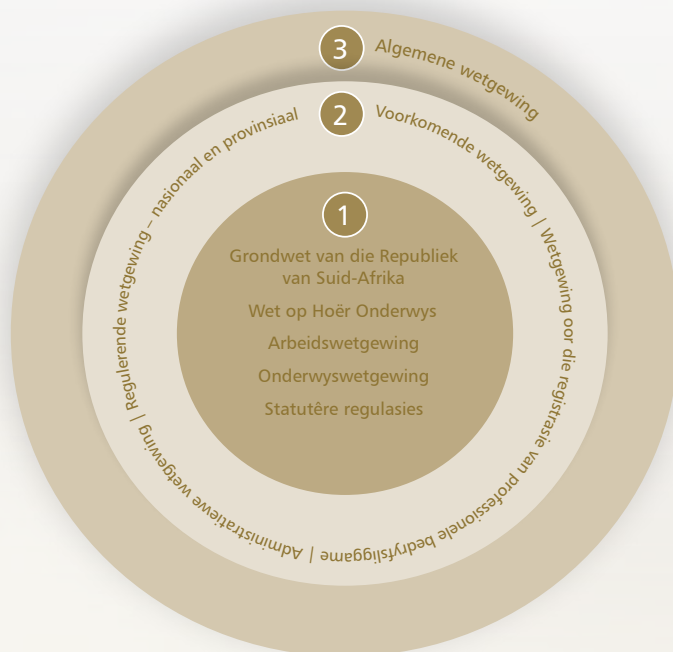 3
Algemene wetgewing
2
Voorkomende wetgewing | Wetgewing oor die registrasie van professionele bedryfsliggame | Administratiewe wetgewing | Regulerende wetgewing – nasionaal en provinsiaal
1
Grondwet van die Republiek
van Suid-Afrika
Wet op Hoër Onderwys
Arbeidswetgewing
Onderwyswetgewing
Statutêre regulasies